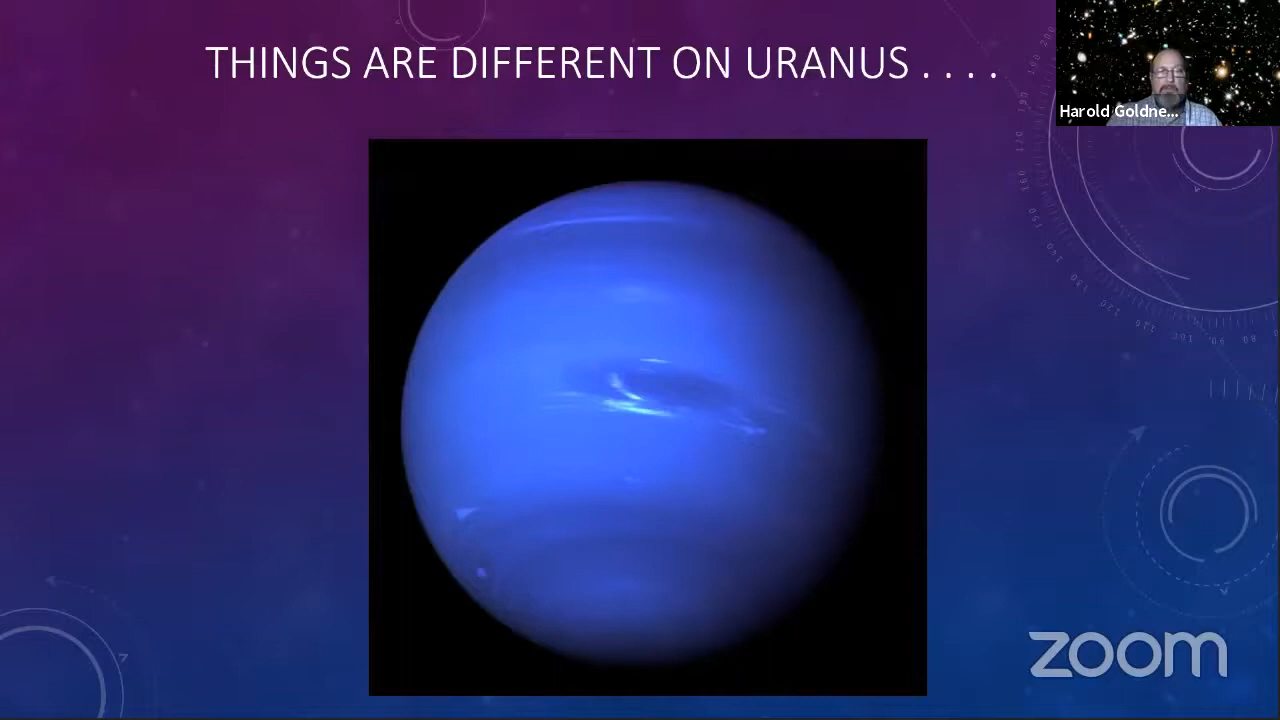 THINGS ARE DIFFERENT ON URANUS . . . .
Harold Goldne...
zoom